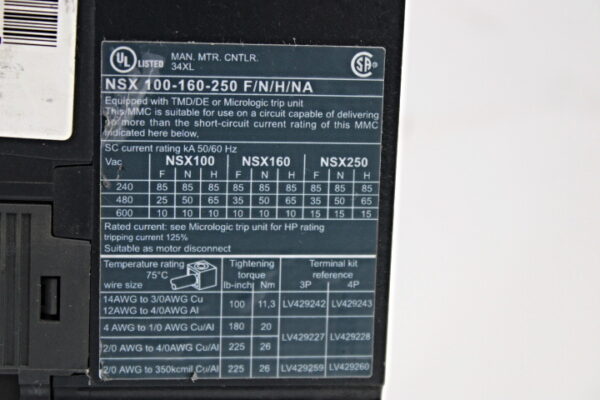 UL LISTED MAN. MTR. CNTLR.
34XL
SA
NSX 100-160-250 F/N/H/NA
Equipped with TMD/DE or Micrologic trip unit
This MMC is suitable for use on a circuit capable of delivering
no more than the short-circuit current rating of this MMC
indicated here below.
SC current rating kA 50/60 Hz
Vac NSX100 NSX160 NSX250
F N H F N H F N H
240 85 85 85 85 85 85 85 85 85
480 25 50 65 35 50 65 35 50 65
600 10 10 10 10 10 10 15 15 15
Rated current: see Micrologic trip unit for HP rating
tripping current 125%
Suitable as motor disconnect
Temperature rating Tightening Terminal kit
75°C torque reference
wire size lb-inch Nm 3P 4P
14AWG to 3/0AWG Cu
12AWG to 4/0AWG Al 100 11,3 LV429242 LV429243
4 AWG to 1/0 AWG Cu/Al 180 20
LV429227 LV429228
2/0 AWG to 4/0AWG Cu/Al 225 26
2/0 AWG to 350kcmil Cu/Al 225 26 LV429259 LV429260